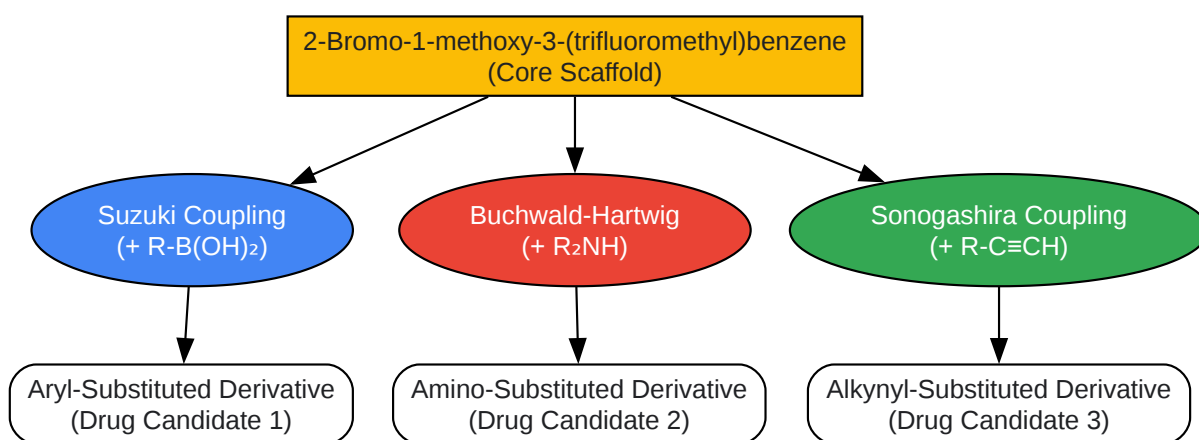 2-Bromo-1-methoxy-3-(trifluoromethyl)benzene
(Core Scaffold)
Suzuki Coupling
(+ R-B(OH)₂)
Buchwald-Hartwig
(+ R₂NH)
Sonogashira Coupling
(+ R-C≡CH)
Aryl-Substituted Derivative
(Drug Candidate 1)
Amino-Substituted Derivative
(Drug Candidate 2)
Alkynyl-Substituted Derivative
(Drug Candidate 3)